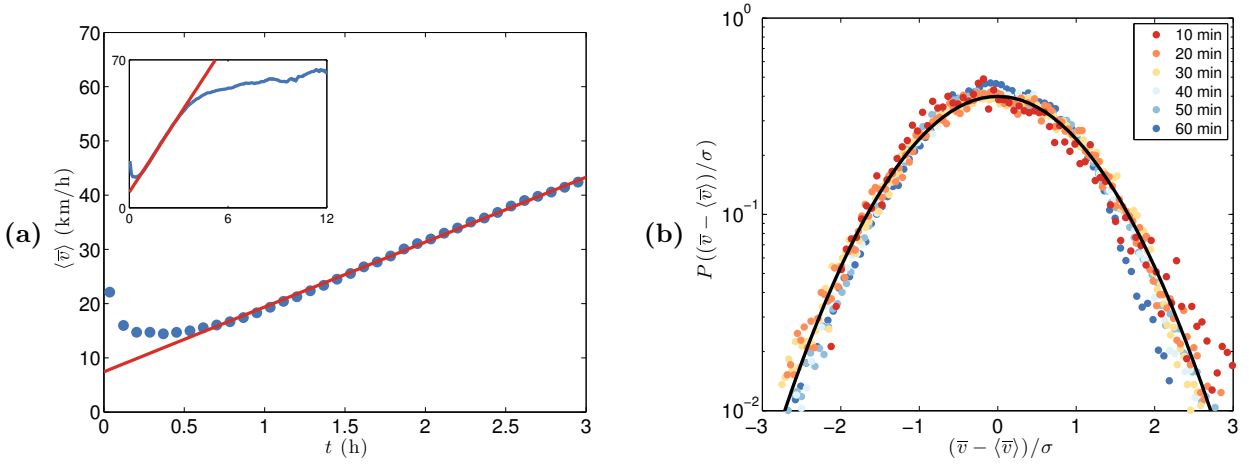 (a)
⟨v̅⟩ (km/h)
70
60
50
40
30
20
10
0
0 0.5 1 1.5 2 2.5 3
t (h)
70
0
0 6 12
(b)
P((v̅ − ⟨v̅⟩)/σ)
10⁰
10⁻¹
10⁻²
−3 −2 −1 0 1 2 3
(v̅ − ⟨v̅⟩)/σ
10 min
20 min
30 min
40 min
50 min
60 min